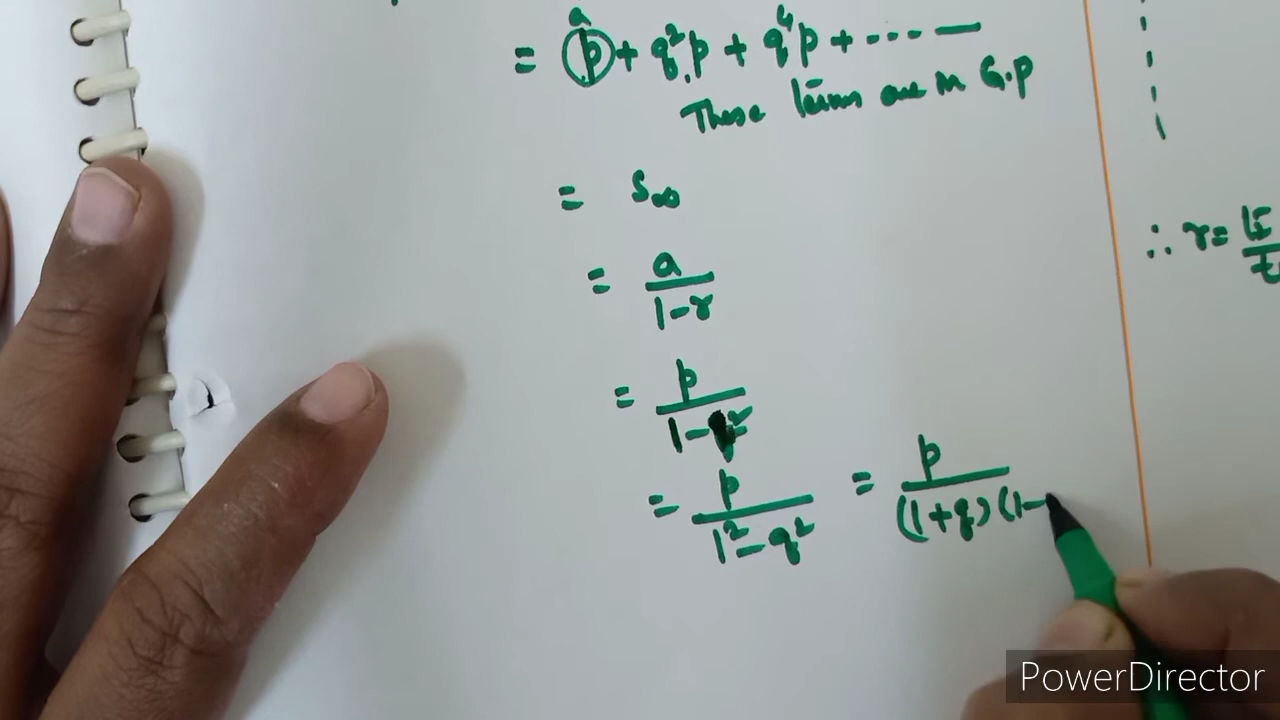 = p + q²p + q⁴p + ---- —
a
These terms are in G.P
= S∞
= a/1-r
= p/1-q²
= p/1²-q² = p/(1+q)(1-
∴ r =
PowerDirector